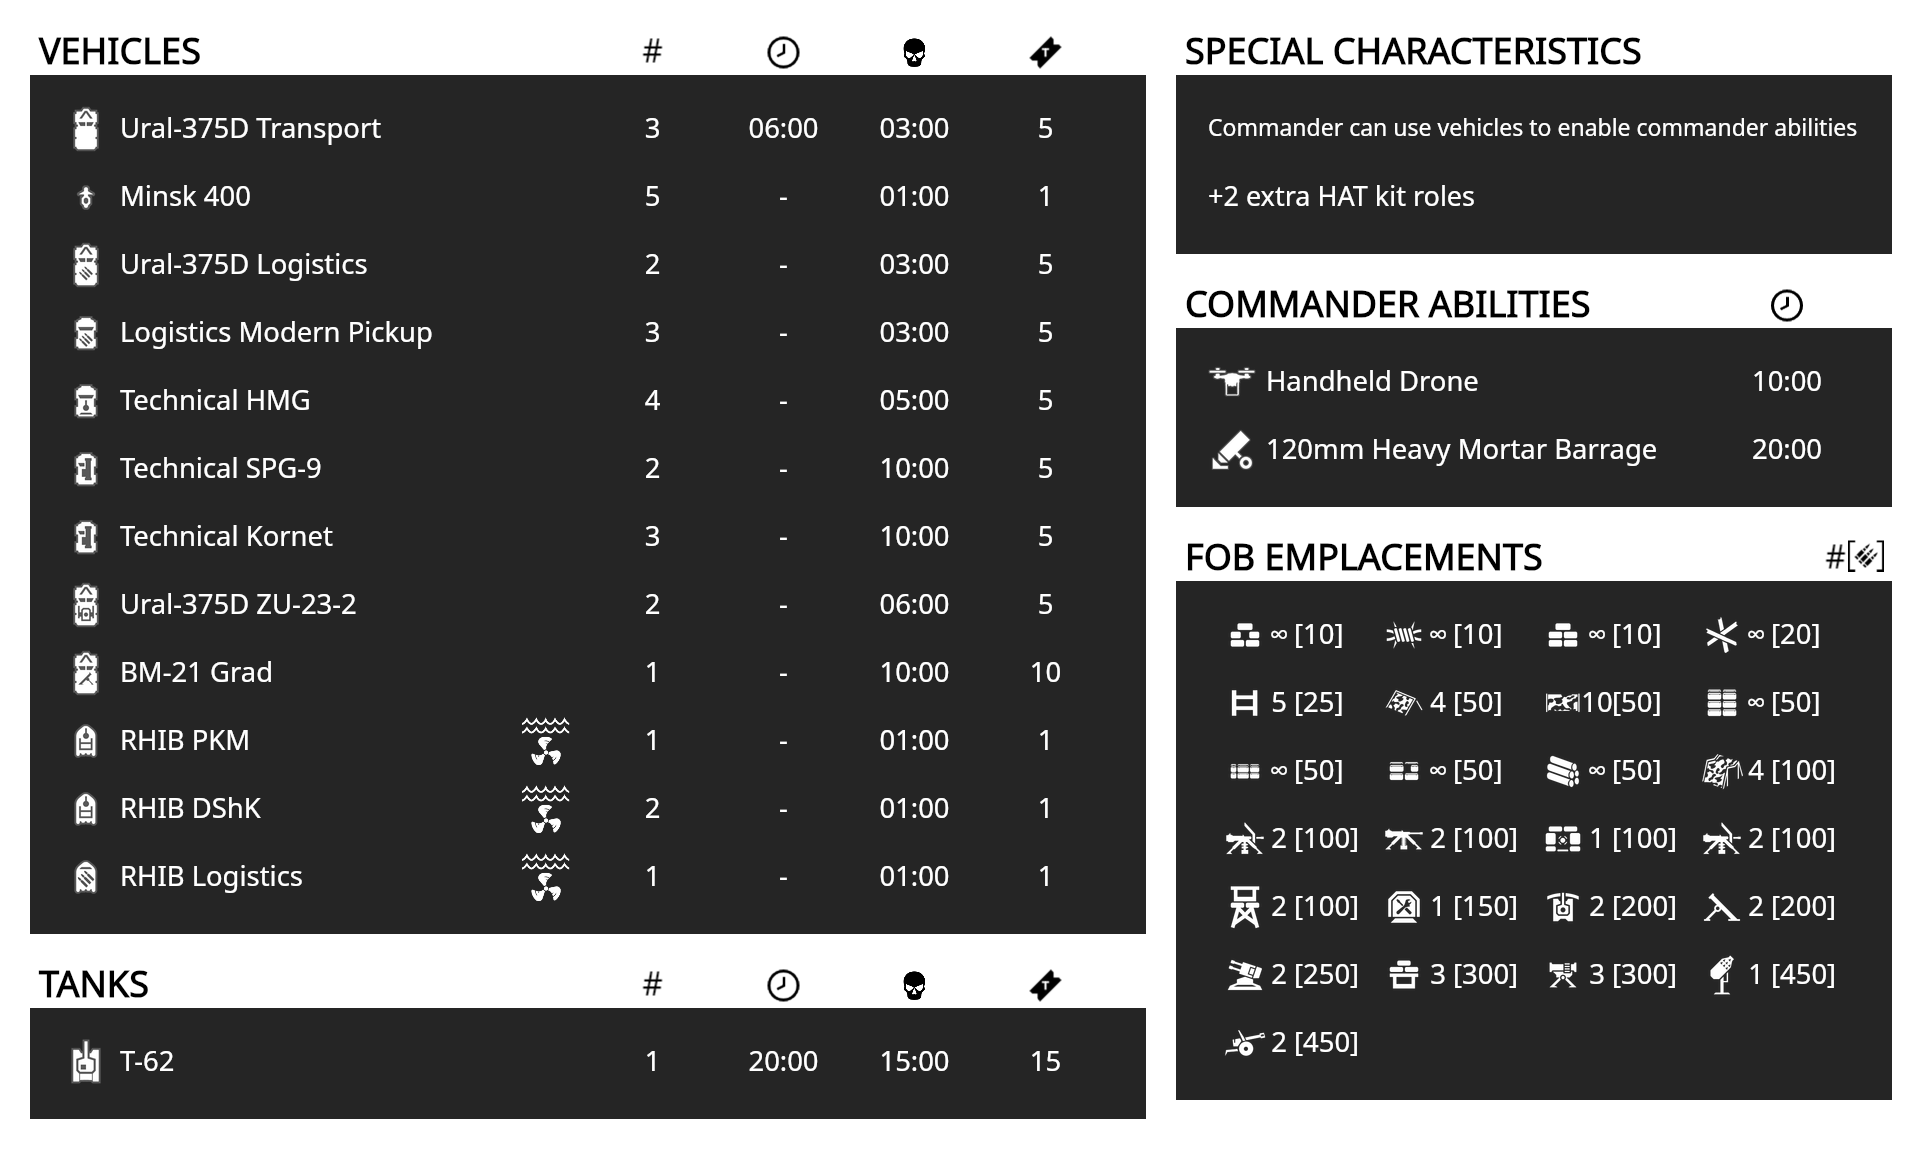 VEHICLES #
Ural-375D Transport 3 06:00 03:00 5
Minsk 400 5 - 01:00 1
Ural-375D Logistics 2 - 03:00 5
Logistics Modern Pickup 3 - 03:00 5
Technical HMG 4 - 05:00 5
Technical SPG-9 2 - 10:00 5
Technical Kornet 3 - 10:00 5
Ural-375D ZU-23-2 2 - 06:00 5
BM-21 Grad 1 - 10:00 10
RHIB PKM 1 - 01:00 1
RHIB DShK 2 - 01:00 1
RHIB Logistics 1 - 01:00 1
TANKS #
T-62 1 20:00 15:00 15
SPECIAL CHARACTERISTICS
Commander can use vehicles to enable commander abilities
+2 extra HAT kit roles
COMMANDER ABILITIES
Handheld Drone 10:00
120mm Heavy Mortar Barrage 20:00
FOB EMPLACEMENTS #[]
∞ [10] ∞ [10] ∞ [10] ∞ [20]
5 [25] 4 [50] 10[50] ∞ [50]
∞ [50] ∞ [50] ∞ [50] 4 [100]
2 [100] 2 [100] 1 [100] 2 [100]
2 [100] 1 [150] 2 [200] 2 [200]
2 [250] 3 [300] 3 [300] 1 [450]
2 [450]